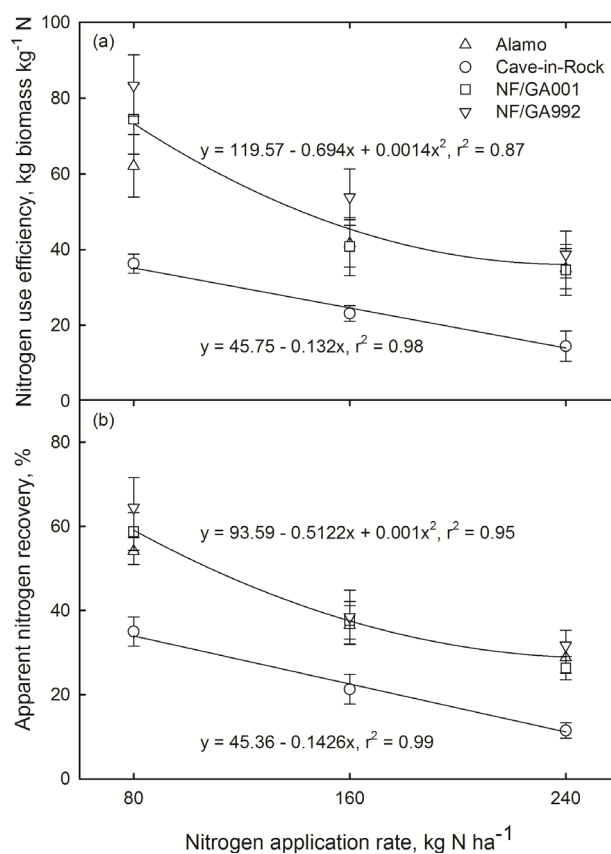 100
80
60
40
20
0
Nitrogen use efficiency, kg biomass kg⁻¹ N
(a)
Alamo
Cave-in-Rock
NF/GA001
NF/GA992
y = 119.57 - 0.694x + 0.0014x², r² = 0.87
y = 45.75 - 0.132x, r² = 0.98
80
60
40
20
0
Apparent nitrogen recovery, %
(b)
y = 93.59 - 0.5122x + 0.001x², r² = 0.95
y = 45.36 - 0.1426x, r² = 0.99
80 160 240
Nitrogen application rate, kg N ha⁻¹